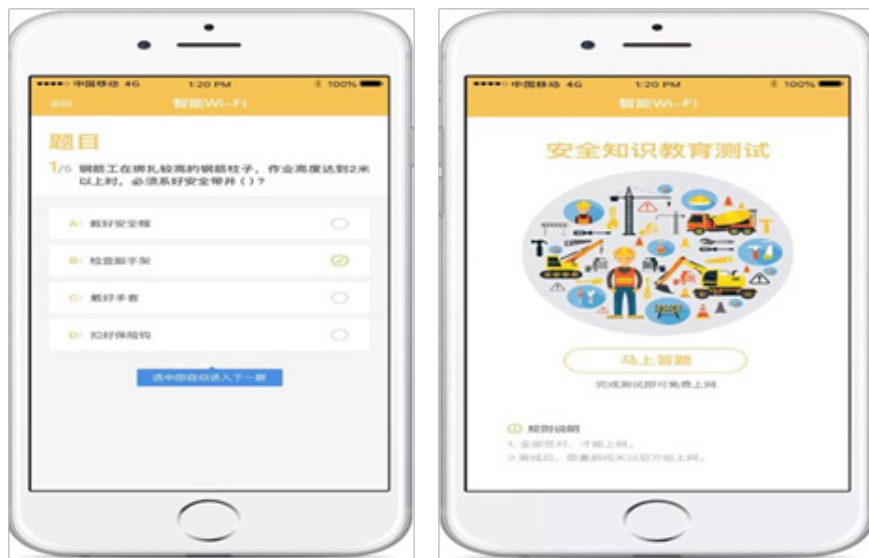 中国移动 4G 1:20 PM 100%
返回 智能Wi-Fi
题目
1/5 钢筋工在绑扎较高的钢筋柱子，作业高度达到2米
以上时，必须系好安全带并（）？
A: 戴好安全帽
B: 检查脚手架
C: 戴好手套
D: 扣好保险钩
选中即自动进入下一题
中国移动 4G 1:20 PM 100%
智能Wi-Fi
安全知识教育测试
马上答题
完成测试即可免费上网
规则说明
1. 全部答对，才能上网。
2.离线后，需重新闯关以后方能上网。